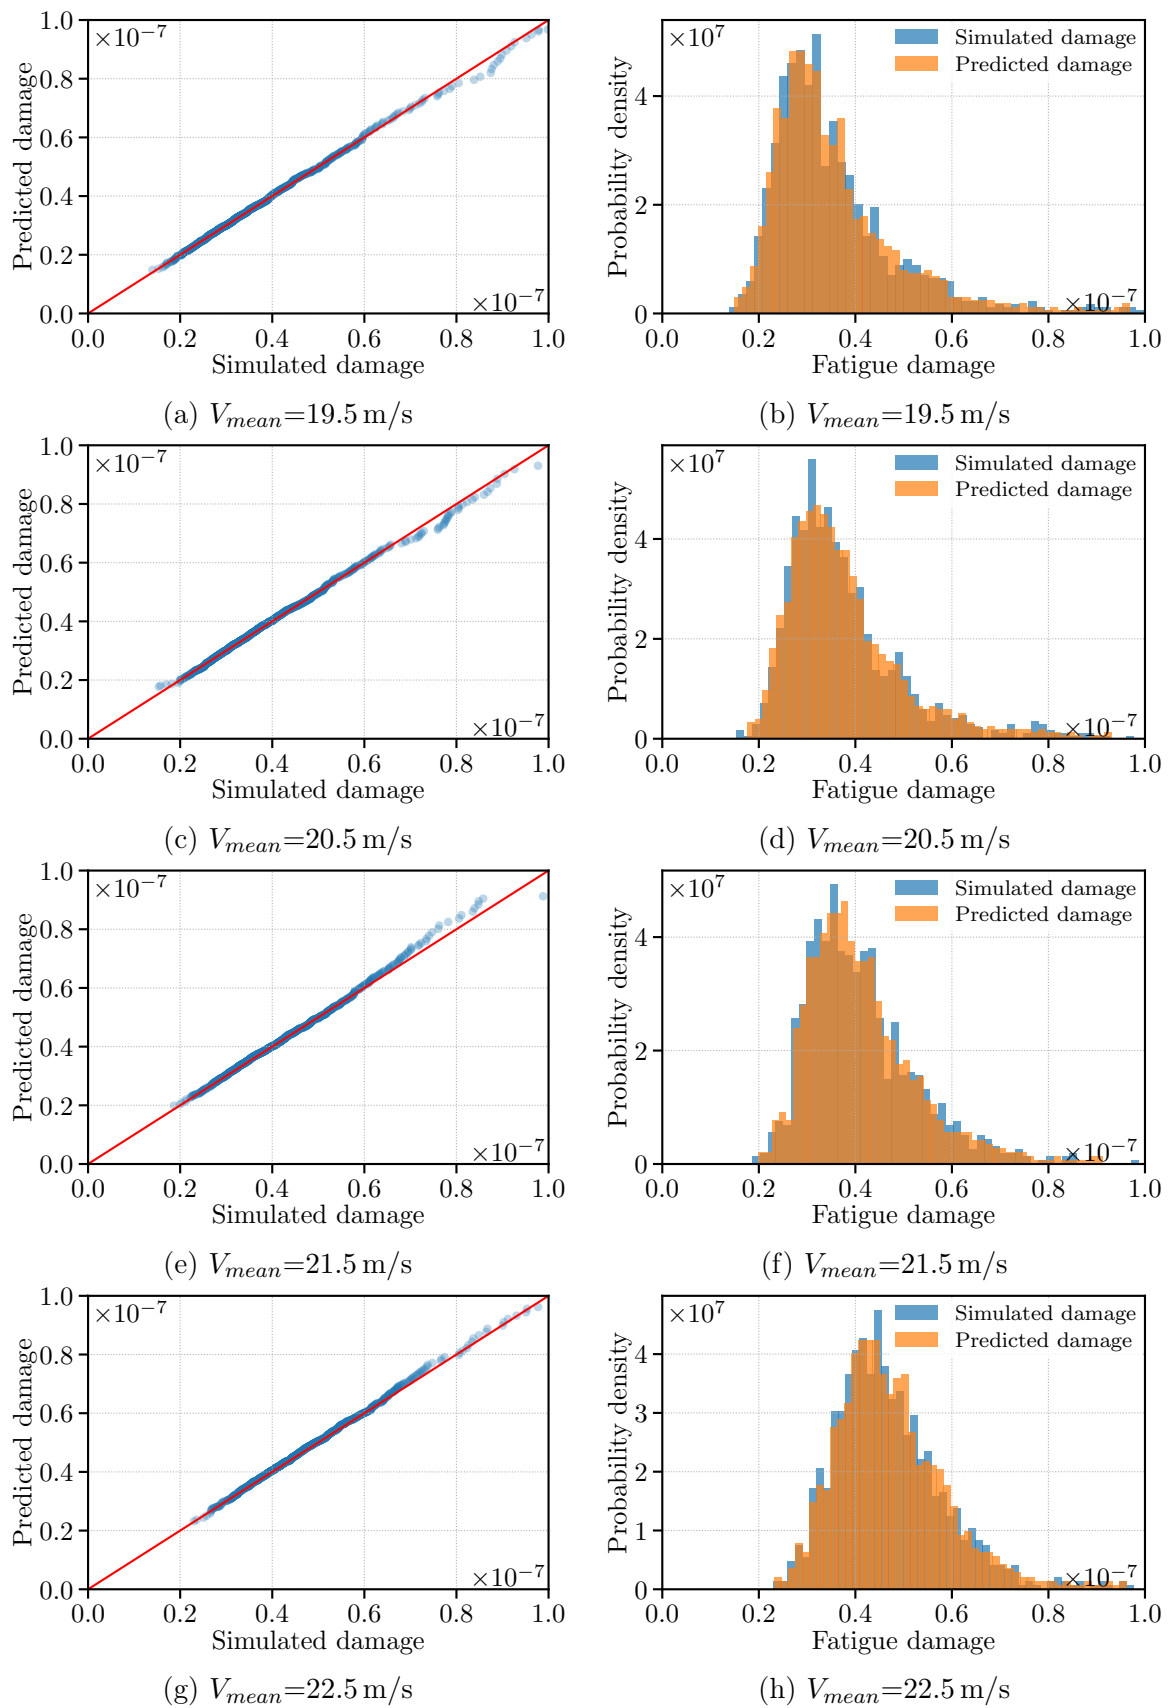 1.0
×10⁻⁷
0.8
0.6
0.4
0.2
0.0
Predicted damage
×10⁻⁷
0.0 0.2 0.4 0.6 0.8 1.0
Simulated damage
(a) V_mean=19.5 m/s
×10⁷
Simulated damage
Predicted damage
4
2
0
Probability density
×10⁻⁷
0.0 0.2 0.4 0.6 0.8 1.0
Fatigue damage
(b) V_mean=19.5 m/s
1.0
×10⁻⁷
0.8
0.6
0.4
0.2
0.0
Predicted damage
×10⁻⁷
0.0 0.2 0.4 0.6 0.8 1.0
Simulated damage
(c) V_mean=20.5 m/s
×10⁷
Simulated damage
Predicted damage
4
2
0
Probability density
×10⁻⁷
0.0 0.2 0.4 0.6 0.8 1.0
Fatigue damage
(d) V_mean=20.5 m/s
1.0
×10⁻⁷
0.8
0.6
0.4
0.2
0.0
Predicted damage
×10⁻⁷
0.0 0.2 0.4 0.6 0.8 1.0
Simulated damage
(e) V_mean=21.5 m/s
×10⁷
Simulated damage
Predicted damage
4
2
0
Probability density
×10⁻⁷
0.0 0.2 0.4 0.6 0.8 1.0
Fatigue damage
(f) V_mean=21.5 m/s
1.0
×10⁻⁷
0.8
0.6
0.4
0.2
0.0
Predicted damage
×10⁻⁷
0.0 0.2 0.4 0.6 0.8 1.0
Simulated damage
(g) V_mean=22.5 m/s
×10⁷
Simulated damage
Predicted damage
4
3
2
1
0
Probability density
×10⁻⁷
0.0 0.2 0.4 0.6 0.8 1.0
Fatigue damage
(h) V_mean=22.5 m/s